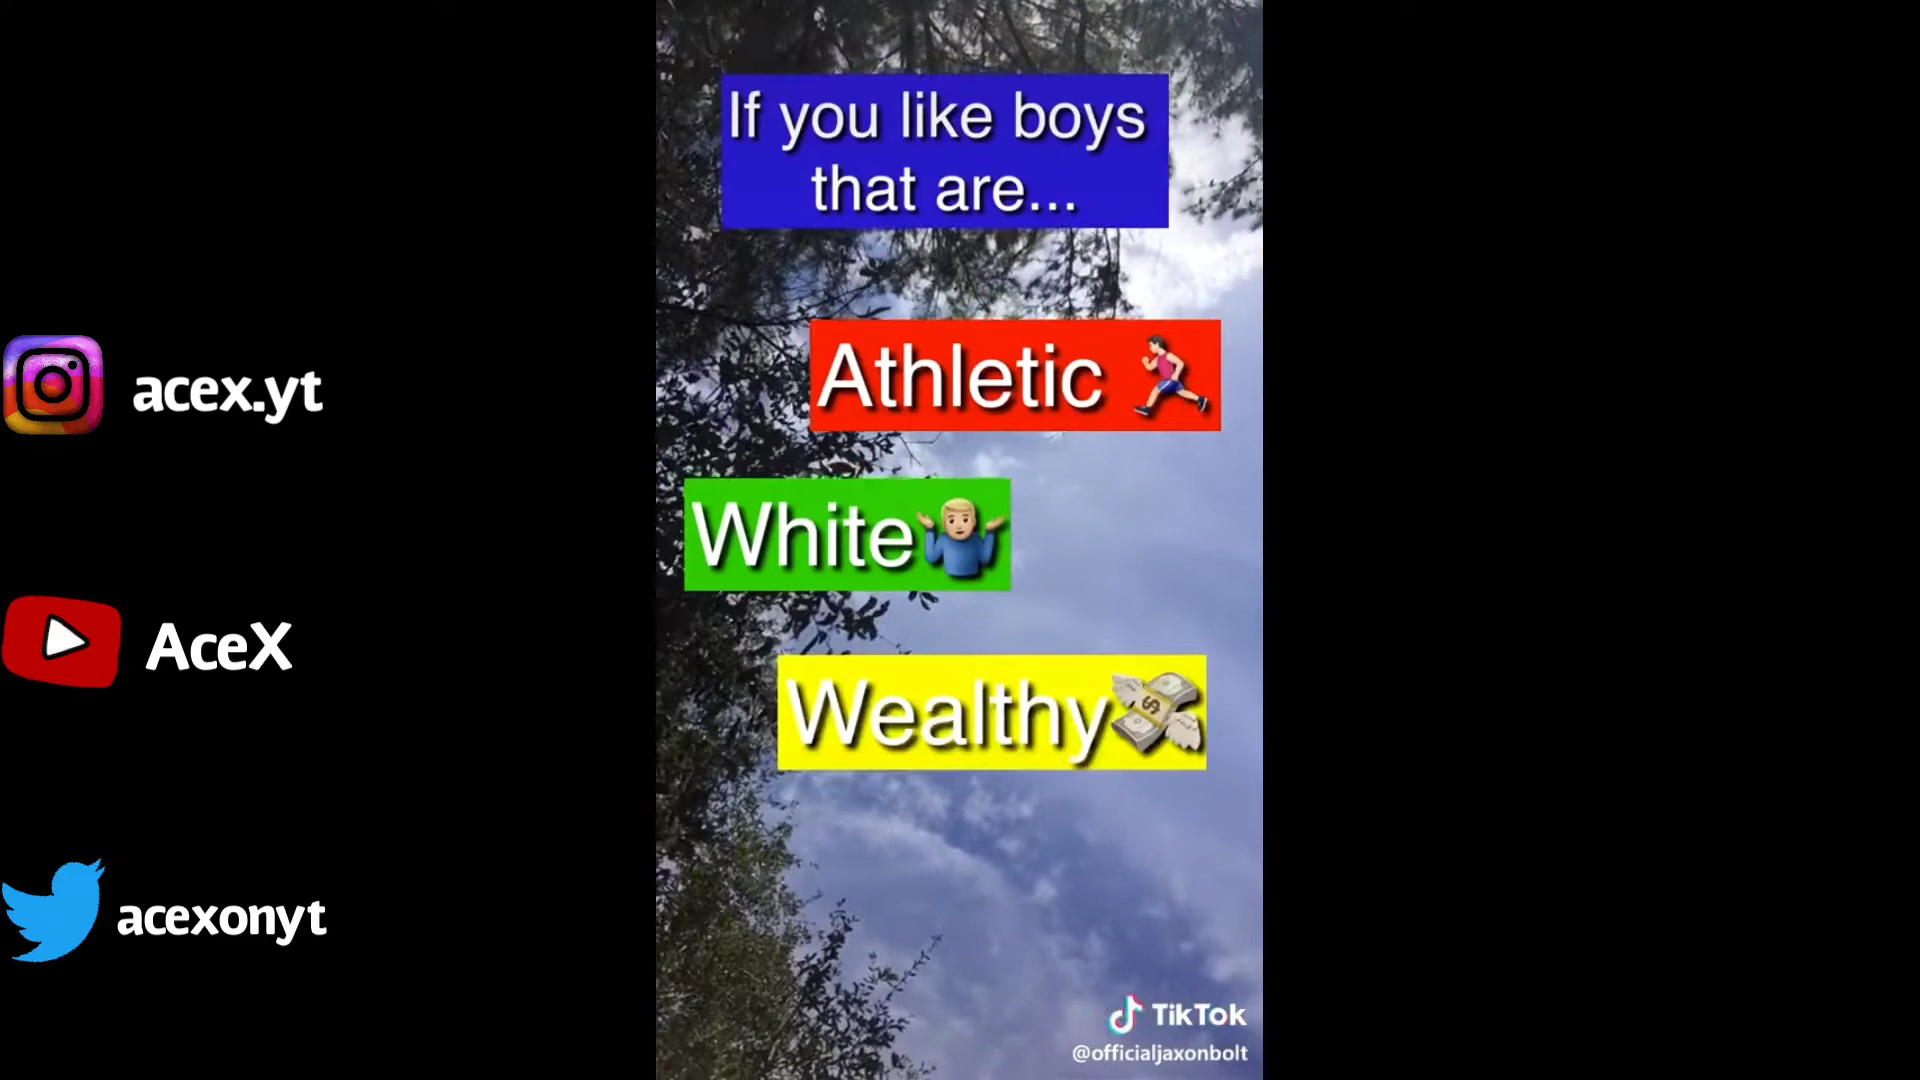 If you like boys
that are...
Athletic
White
Wealthy
acex.yt
AceX
acexonyt
TikTok
@officialjaxonbolt